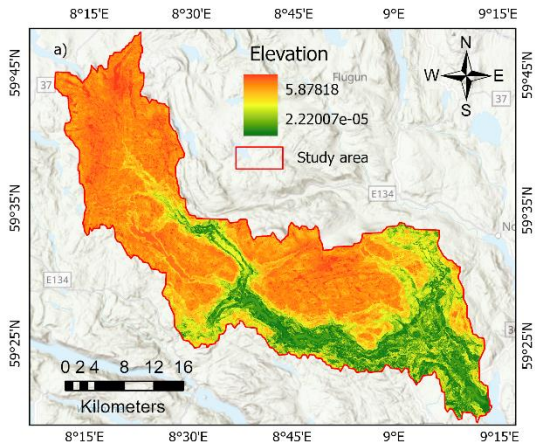 8°15'E 8°30'E 8°45'E 9°E 9°15'E
a)
Elevation
Flugun
5.87818
2.22007e-05
Study area
N
W E
S
59°45'N
59°45'N
37
37
E134
59°35'N
59°35'N
No
E134
59°25'N
59°25'N
0 2 4 8 12 16
Kilometers
8°15'E 8°30'E 8°45'E 9°E 9°15'E